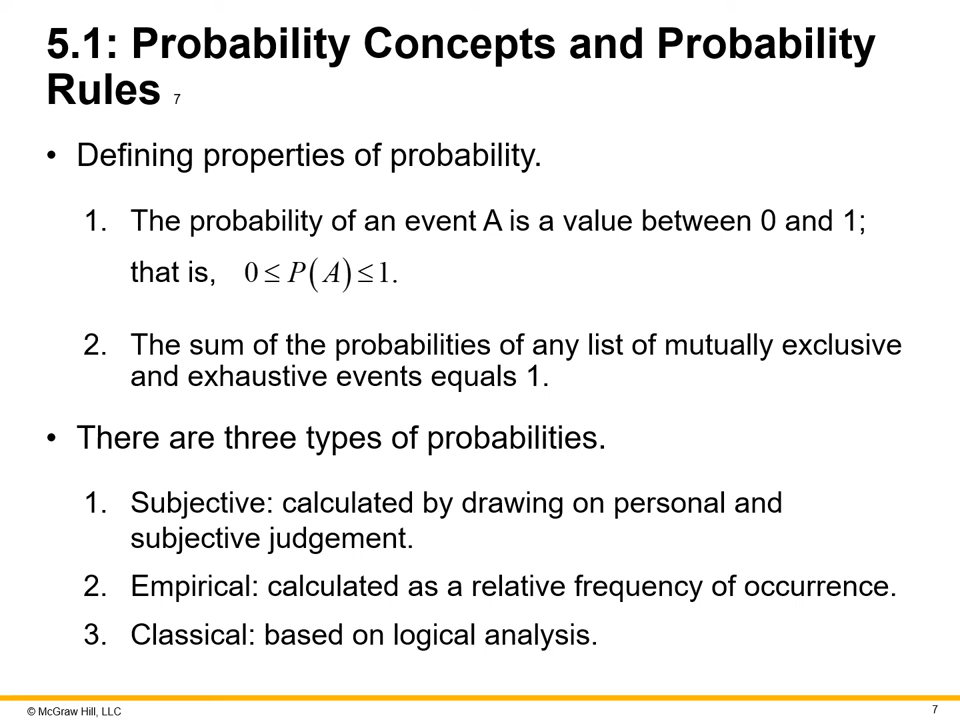 5.1: Probability Concepts and Probability
Rules 7
• Defining properties of probability.
1. The probability of an event A is a value between 0 and 1;
that is, 0 ≤ P(A) ≤ 1.
2. The sum of the probabilities of any list of mutually exclusive
and exhaustive events equals 1.
• There are three types of probabilities.
1. Subjective: calculated by drawing on personal and
subjective judgement.
2. Empirical: calculated as a relative frequency of occurrence.
3. Classical: based on logical analysis.
© McGraw Hill, LLC 7